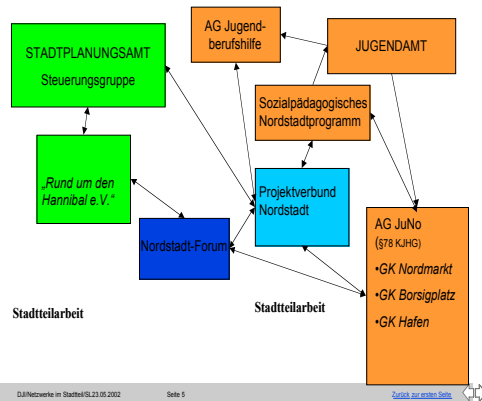 AG Jugend-
berufshilfe
STADTPLANUNGSAMT
Steuerungsgruppe
JUGENDAMT
Sozialpädagogisches
Nordstadtprogramm
„Rund um den
Hannibal e.V.“
Projektverbund
Nordstadt
Nordstadt-Forum
AG JuNo
(§78 KJHG)
•GK Nordmarkt
•GK Borsigplatz
•GK Hafen
Stadtteilarbeit
Stadtteilarbeit
DJI/Netzwerke im Stadtteil/SL23.05.2002 Seite 5 Zurück zur ersten Seite